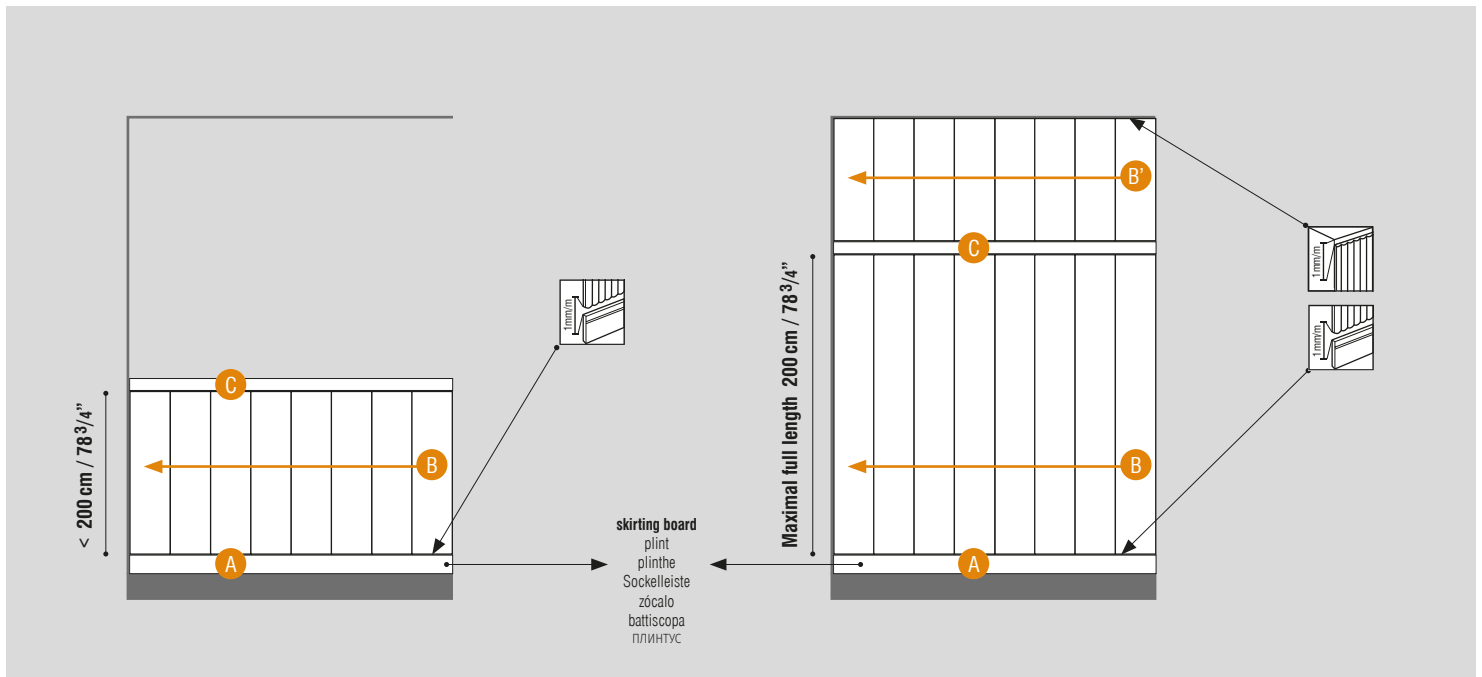 C
B
A
< 200 cm / 78 3/4”
1mm/m
skirting board
plint
plinthe
Sockelleiste
zócalo
battiscopa
ПЛИНТУС
B’
C
B
A
Maximal full length 200 cm / 78 3/4”
1mm/m
1mm/m